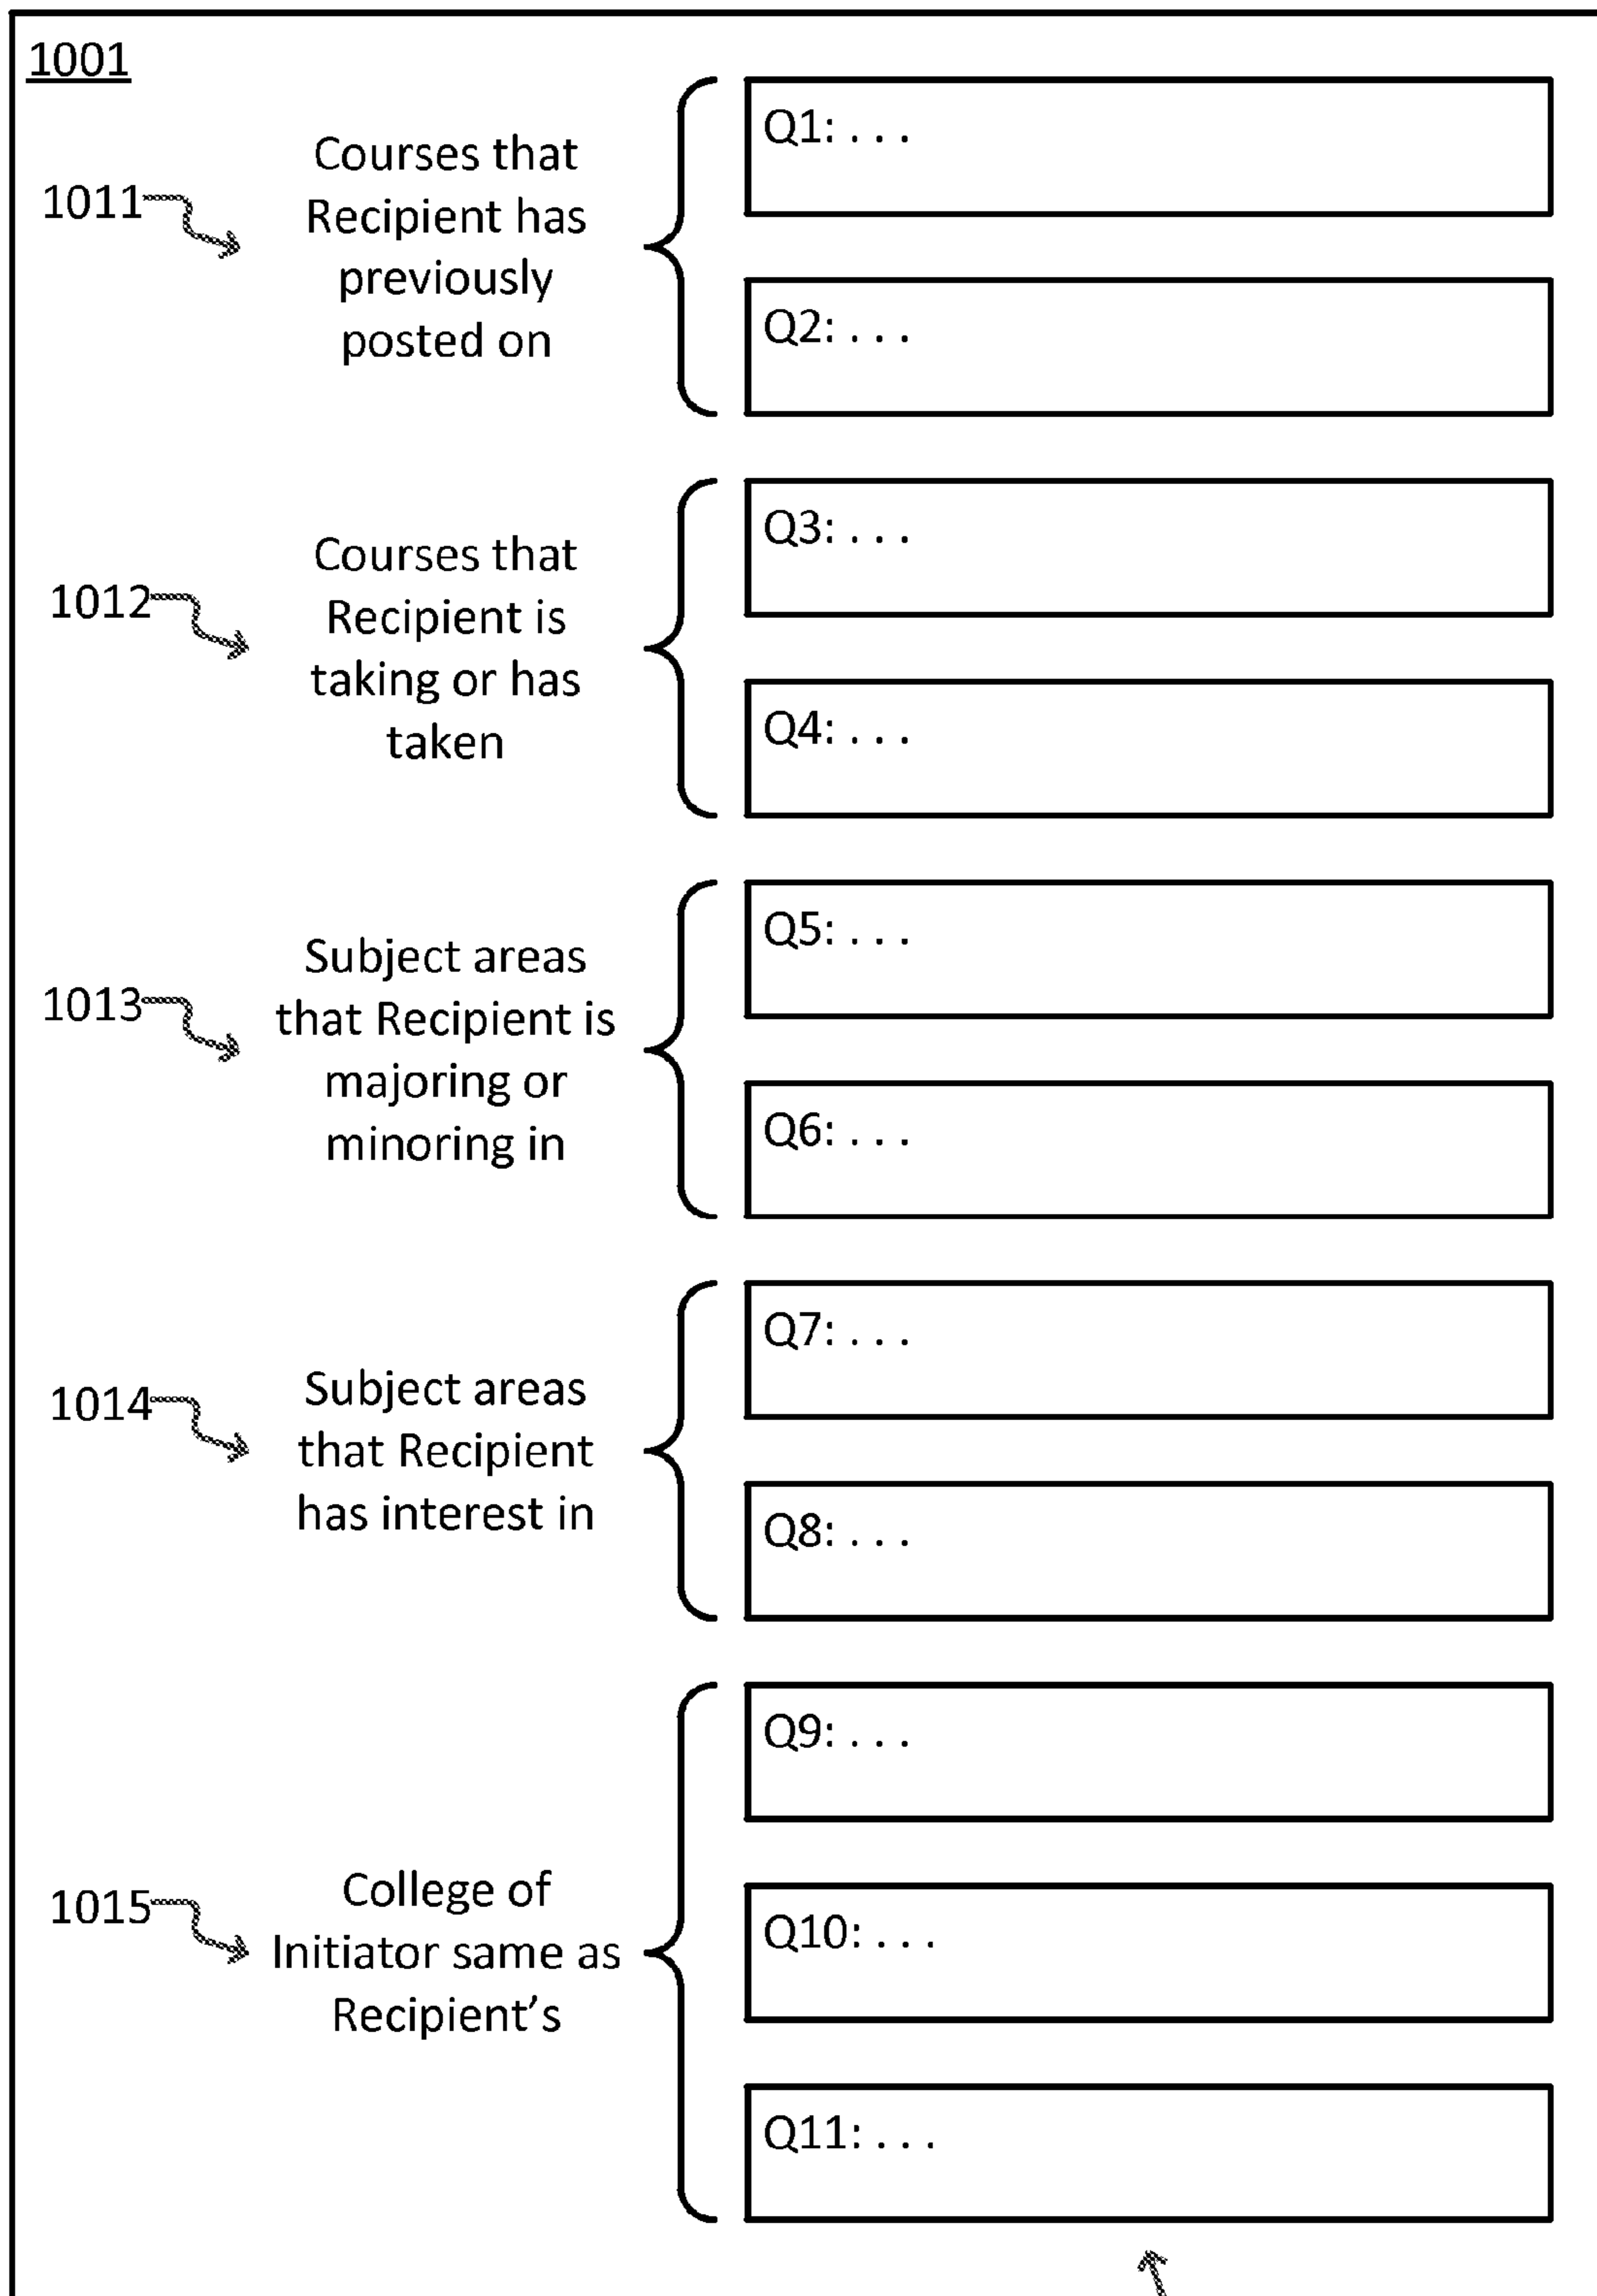 1001
1011
Courses that
Recipient has
previously
posted on
Q1: . . .
Q2: . . .
1012
Courses that
Recipient is
taking or has
taken
Q3: . . .
Q4: . . .
1013
Subject areas
that Recipient is
majoring or
minoring in
Q5: . . .
Q6: . . .
1014
Subject areas
that Recipient
has interest in
Q7: . . .
Q8: . . .
1015
College of
Initiator same as
Recipient’s
Q9: . . .
Q10: . . .
Q11: . . .